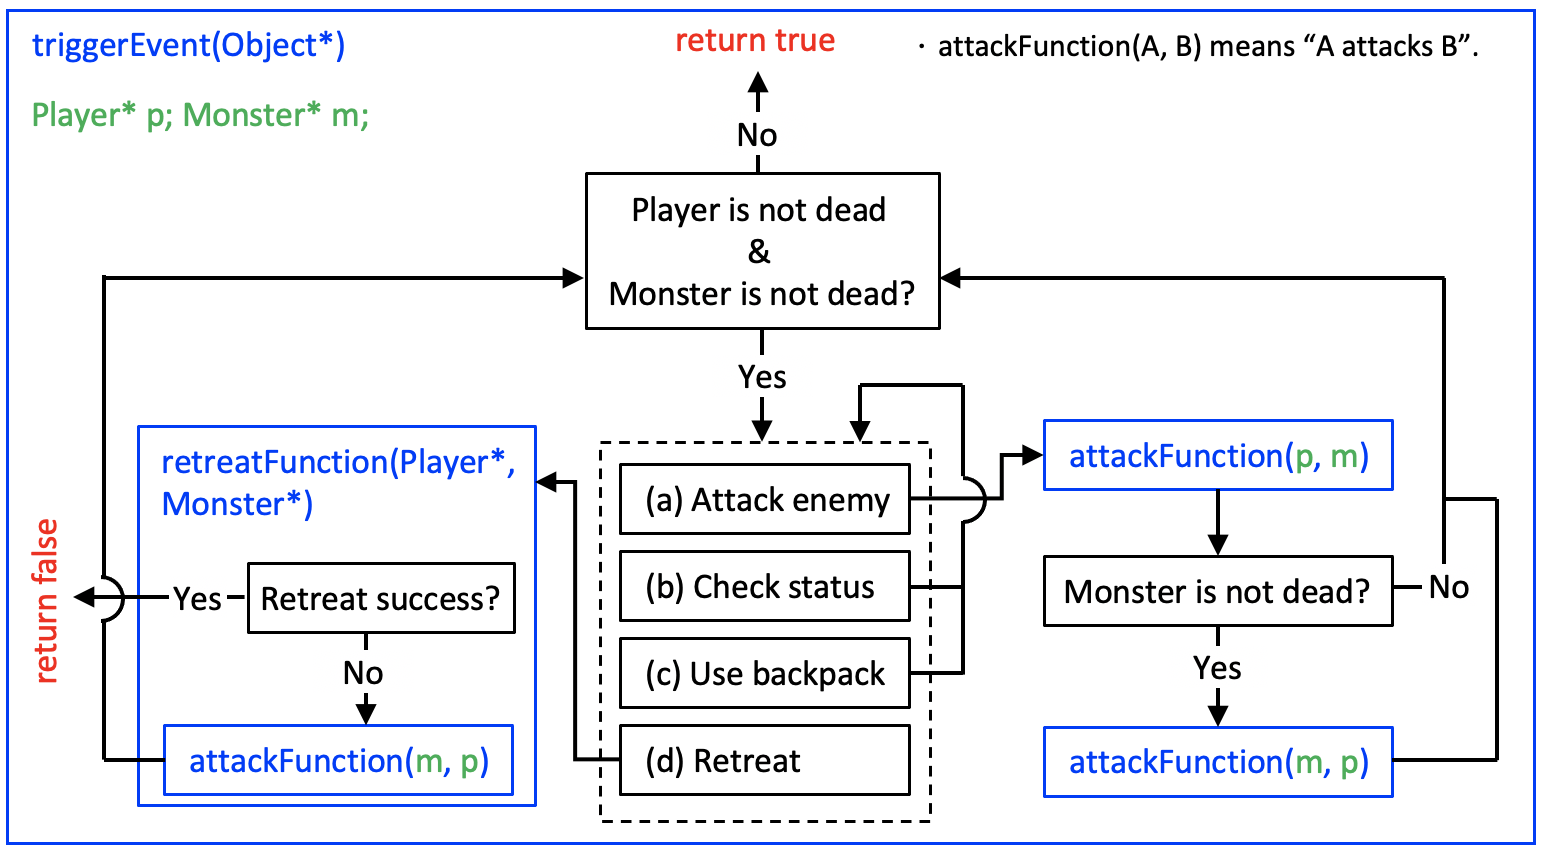 triggerEvent(Object*)
return true
· attackFunction(A, B) means “A attacks B”.
Player* p; Monster* m;
No
Player is not dead
&
Monster is not dead?
Yes
retreatFunction(Player*,
Monster*)
return false
Yes
Retreat success?
No
attackFunction(m, p)
(a) Attack enemy
(b) Check status
(c) Use backpack
(d) Retreat
attackFunction(p, m)
Monster is not dead?
No
Yes
attackFunction(m, p)